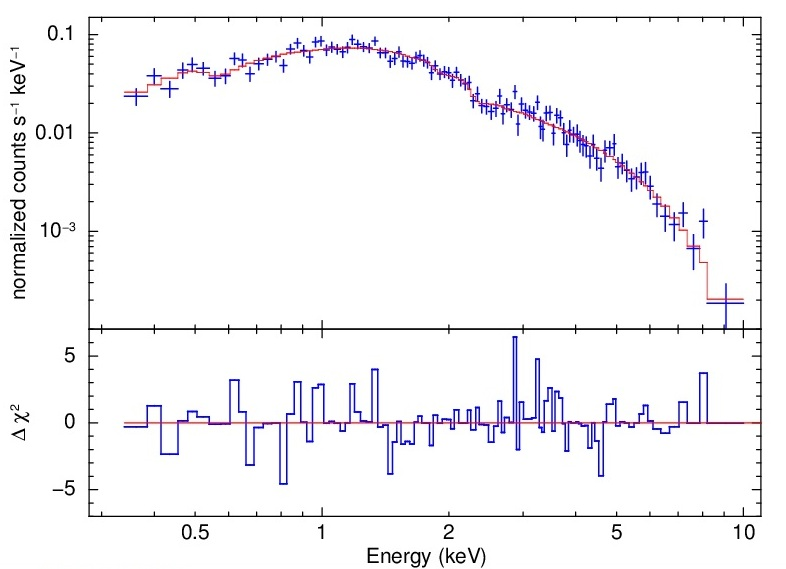 normalized counts s⁻¹ keV⁻¹
0.1
0.01
10⁻³
Δ χ²
5
0
−5
0.5 1 2 5 10
Energy (keV)